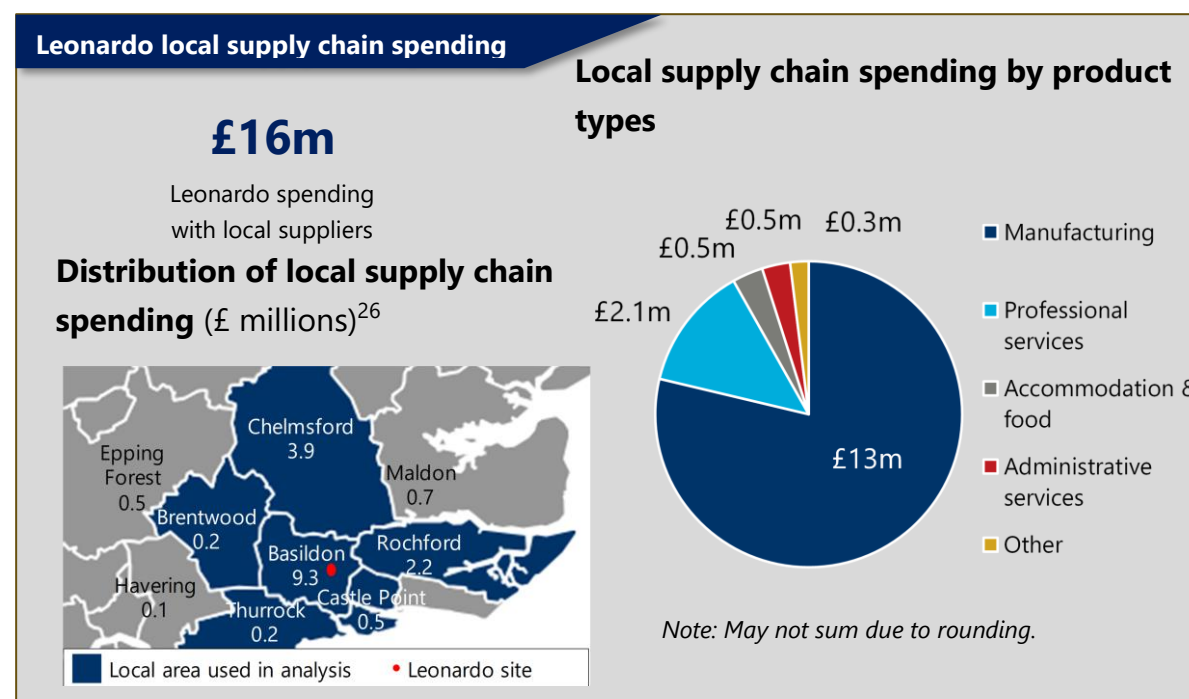 Leonardo local supply chain spending
£16m
Leonardo spending
with local suppliers
Distribution of local supply chain
spending (£ millions)26
Chelmsford
3.9
Epping
Forest
0.5
Maldon
0.7
Brentwood
0.2
Basildon
9.3
Rochford
2.2
Havering
0.1
Thurrock
0.2
Castle Point
0.5
Local area used in analysis
Leonardo site
Local supply chain spending by product
types
£0.5m
£0.3m
£0.5m
£2.1m
£13m
Manufacturing
Professional
services
Accommodation &
food
Administrative
services
Other
Note: May not sum due to rounding.